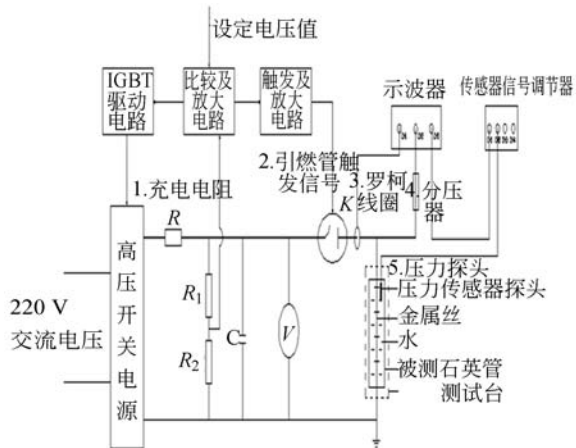 设定电压值
IGBT
驱动
电路
比较及
放大
电路
触发及
放大
电路
示波器
传感器信号调节器
2.引燃管触
发信号
3.罗柯
线圈
4.分压
器
1.充电电阻
R
K
高压开关电源
220 V
交流电压
R1
R2
C
V
5.压力探头
压力传感器探头
金属丝
水
被测石英管
测试台